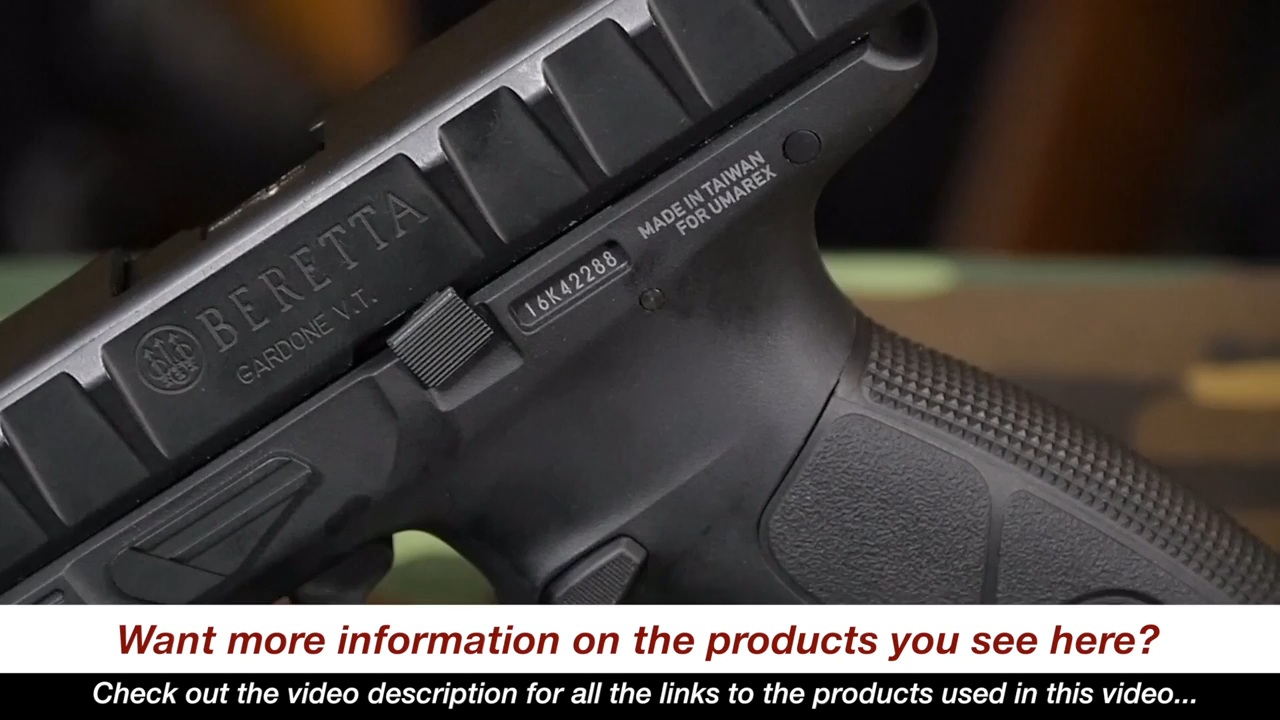 BERETTA
GARDONE V.T.
16K42288
MADE IN TAIWAN
FOR UMAREX
Want more information on the products you see here?
Check out the video description for all the links to the products used in this video...